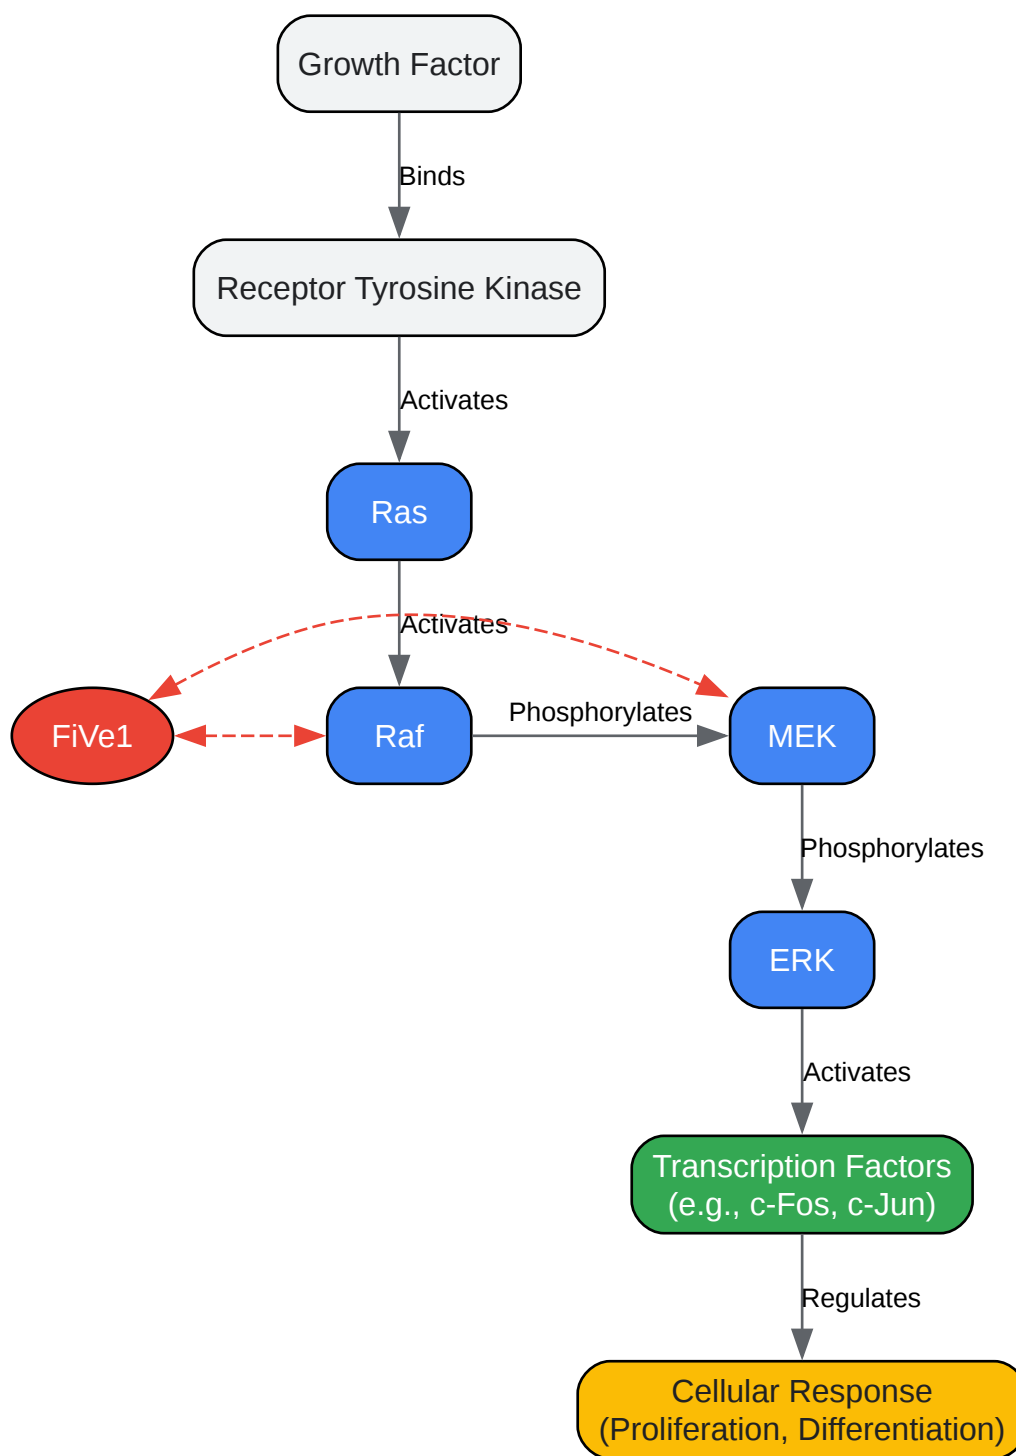 Growth Factor
Binds
Receptor Tyrosine Kinase
Activates
Ras
Activates
FiVe1
Raf
Phosphorylates
MEK
Phosphorylates
ERK
Activates
Transcription Factors
(e.g., c-Fos, c-Jun)
Regulates
Cellular Response
(Proliferation, Differentiation)